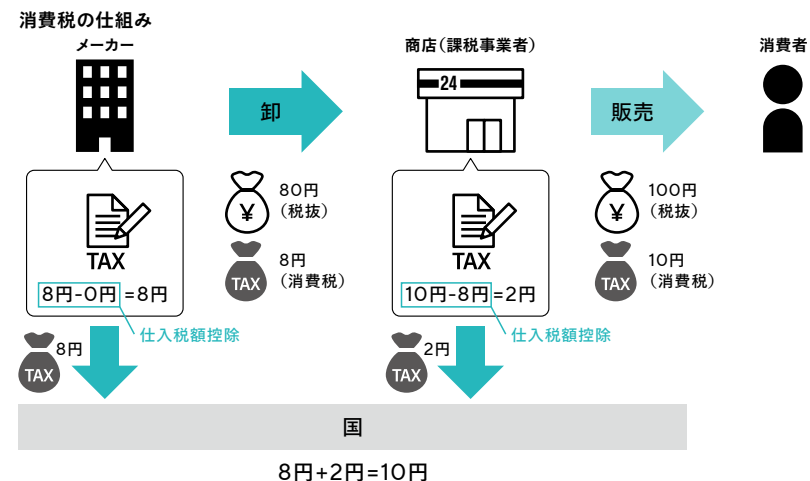 消費税の仕組み
メーカー
商店（課税事業者）
消費者
24
卸
販売
TAX
8円-0円=8円
仕入税額控除
¥
80円
（税抜）
TAX
8円
（消費税）
TAX
10円-8円=2円
仕入税額控除
¥
100円
（税抜）
TAX
10円
（消費税）
TAX
8円
TAX
2円
国
8円+2円=10円